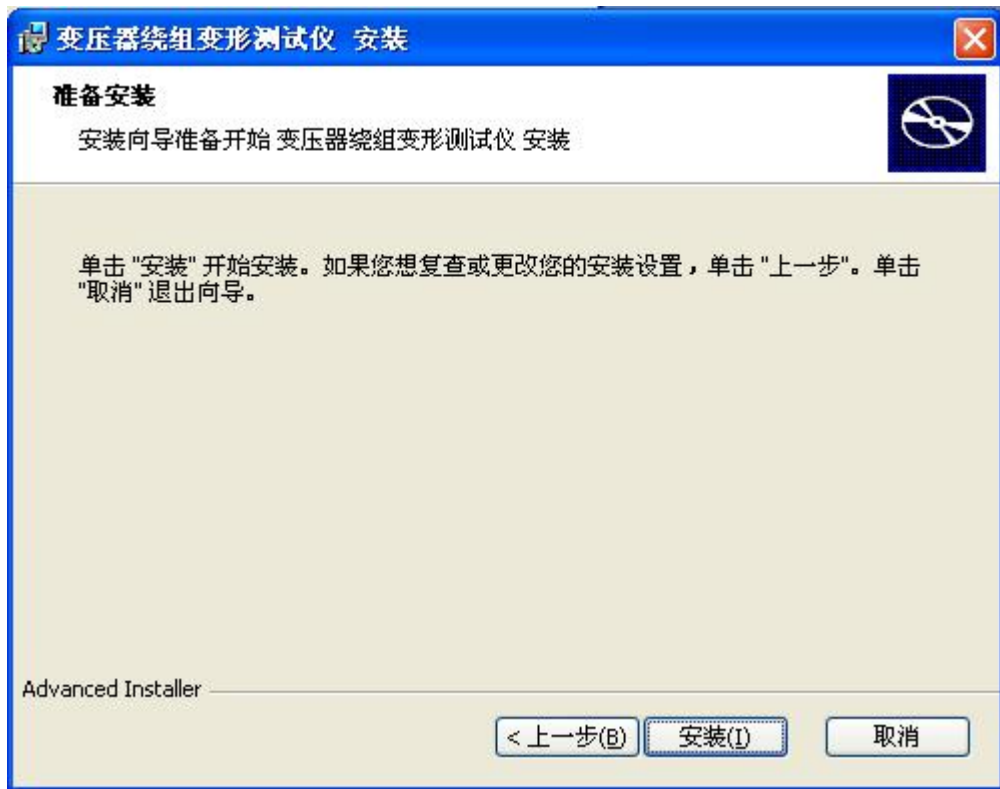 变压器绕组变形测试仪 安装
准备安装
安装向导准备开始 变压器绕组变形测试仪 安装
单击 "安装" 开始安装。如果您想复查或更改您的安装设置，单击 "上一步"。单击
"取消" 退出向导。
Advanced Installer
< 上一步(B)
安装(I)
取消